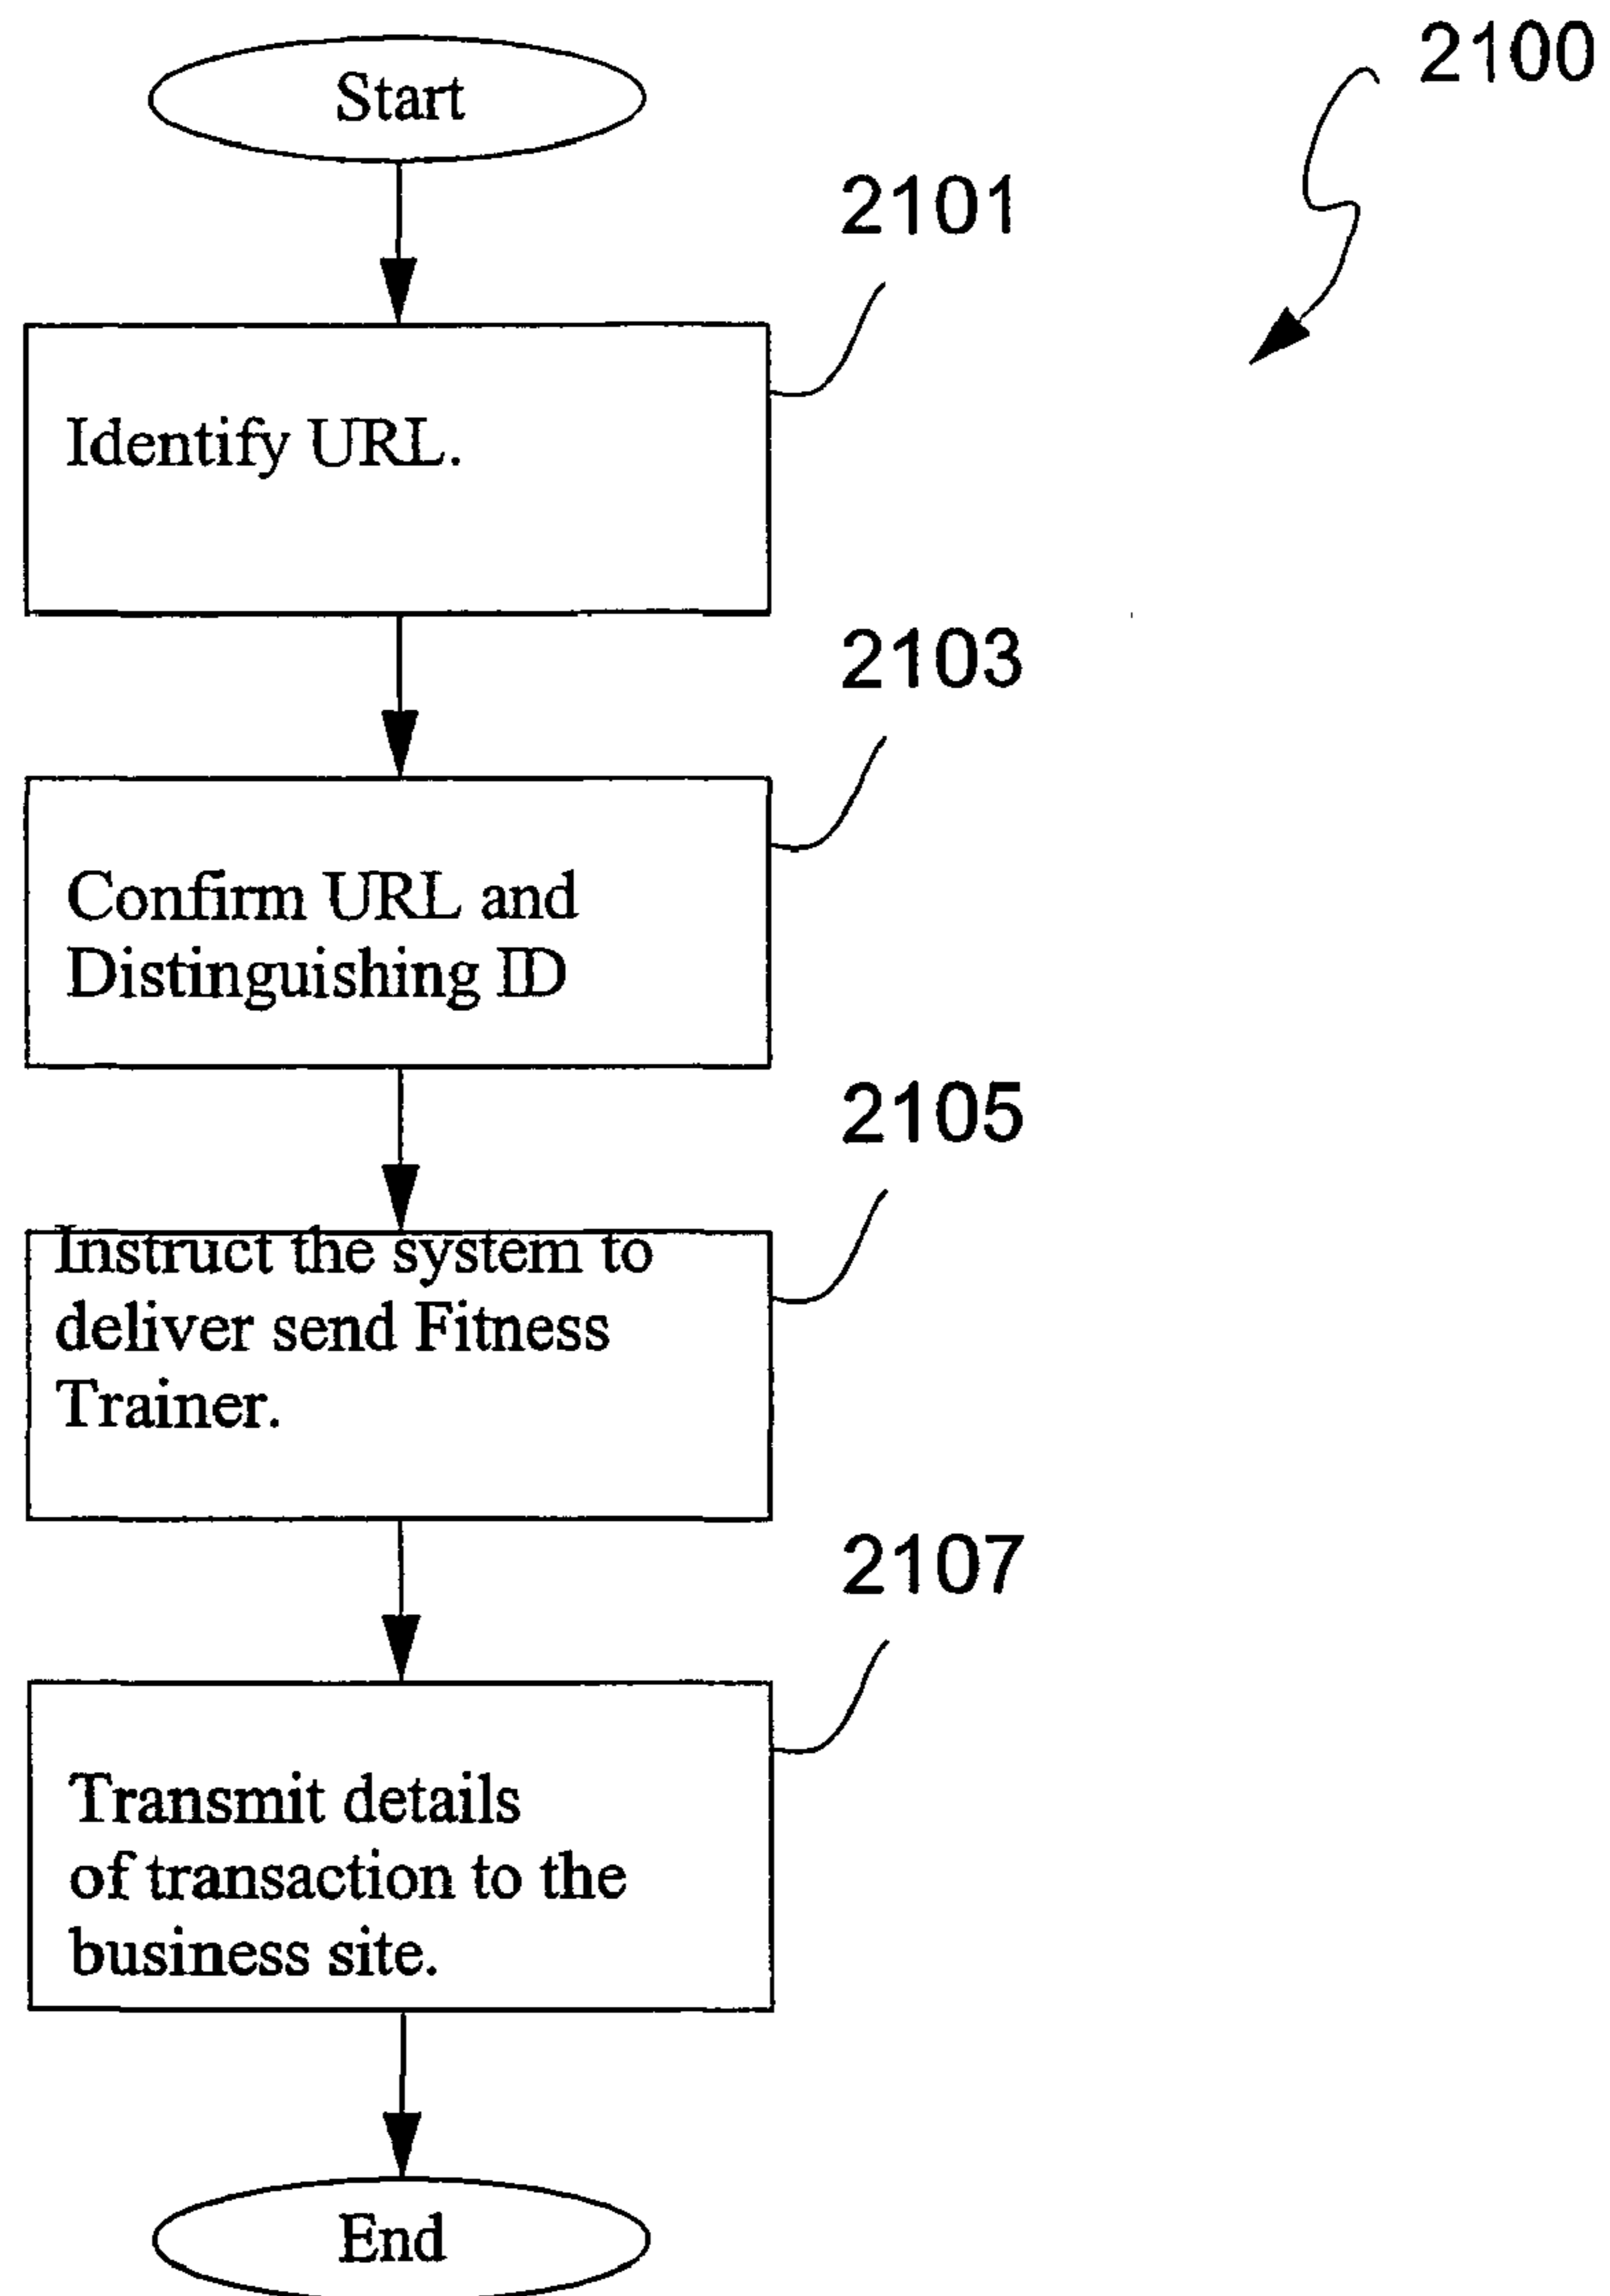 Start
2100
2101
Identify URL.
2103
Confirm URL and
Distinguishing ID
2105
Instruct the system to
deliver send Fitness
Trainer.
2107
Transmit details
of transaction to the
business site.
End